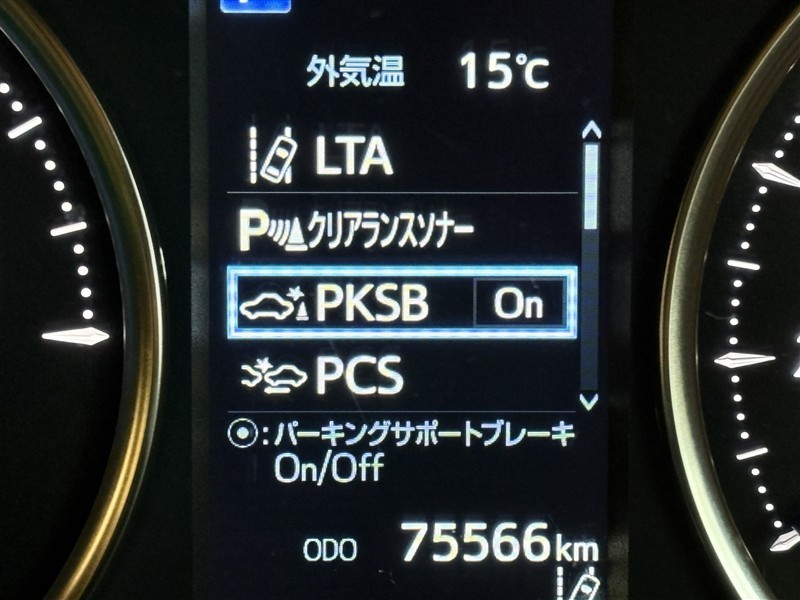 外気温 15℃
LTA
P クリアランスソナー
PKSB On
PCS
⦿:パーキングサポートブレーキ
On/Off
ODO 75566km